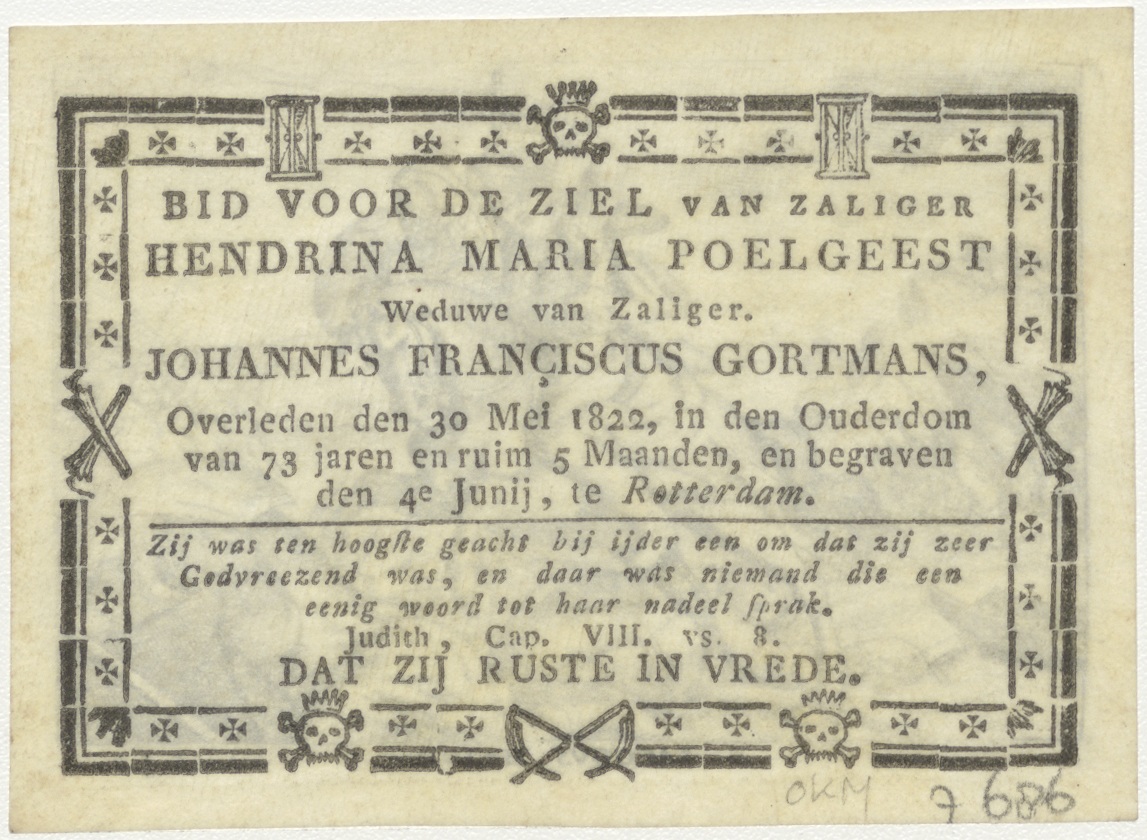 BID VOOR DE ZIEL VAN ZALIGER
HENDRINA MARIA POELGEEST
Weduwe van Zaliger.
JOHANNES FRANÇISCUS GORTMANS,
Overleden den 30 Mei 1822, in den Ouderdom
van 73 jaren en ruim 5 Maanden, en begraven
den 4e Junij, te Rotterdam.
Zij was ten hoogſte geacht bij ijder een om dat zij zeer
Godvreezend was, en daar was niemand die een
eenig woord tot haar nadeel ſprak.
Judith, Cap. VIII. vs. 8.
DAT ZIJ RUSTE IN VREDE.
OKM 7686